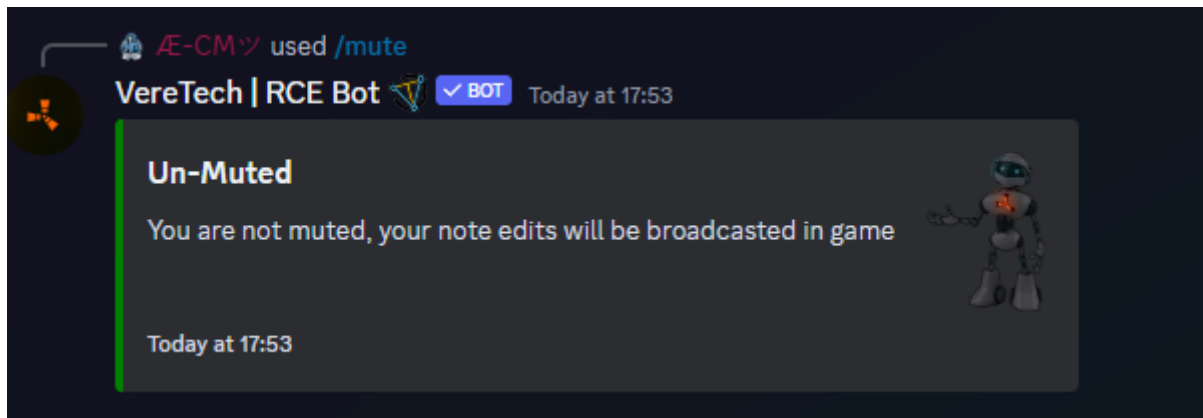 Æ-CMツ used /mute
VereTech | RCE Bot ✓ BOT Today at 17:53
Un-Muted
You are not muted, your note edits will be broadcasted in game
Today at 17:53